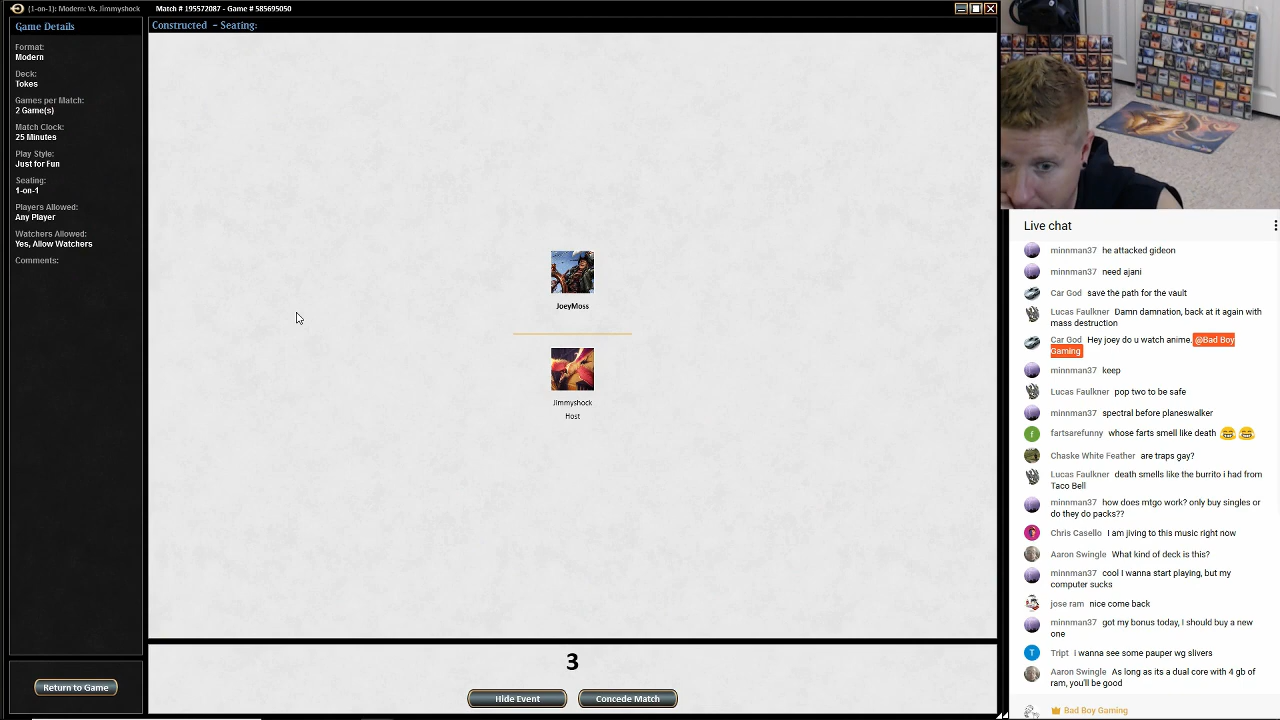 (1-on-1): Modern: Vs. Jimmyshock Match # 195572087 - Game # 585695050
Game Details
Format:
Modern
Deck:
Tokes
Games per Match:
2 Game(s)
Match Clock:
25 Minutes
Play Style:
Just for Fun
Seating:
1-on-1
Players Allowed:
Any Player
Watchers Allowed:
Yes, Allow Watchers
Comments:
Return to Game
Constructed - Seating:
JoeyMoss
Jimmyshock
Host
3
Hide Event
Concede Match
Live chat
minnman37 he attacked gideon
minnman37 need ajani
Car God save the path for the vault
Lucas Faulkner Damn damnation, back at it again with
mass destruction
Car God Hey joey do u watch anime, @Bad Boy
Gaming
minnman37 keep
Lucas Faulkner pop two to be safe
minnman37 spectral before planeswalker
f fartsarefunny whose farts smell like death
Chaske White Feather are traps gay?
Lucas Faulkner death smells like the burrito i had from
Taco Bell
minnman37 how does mtgo work? only buy singles or
do they do packs??
Chris Casello I am jiving to this music right now
Aaron Swingle What kind of deck is this?
minnman37 cool I wanna start playing, but my
computer sucks
jose ram nice come back
minnman37 got my bonus today, I should buy a new
one
T Tript i wanna see some pauper wg slivers
Aaron Swingle As long as its a dual core with 4 gb of
ram, you'll be good
Bad Boy Gaming